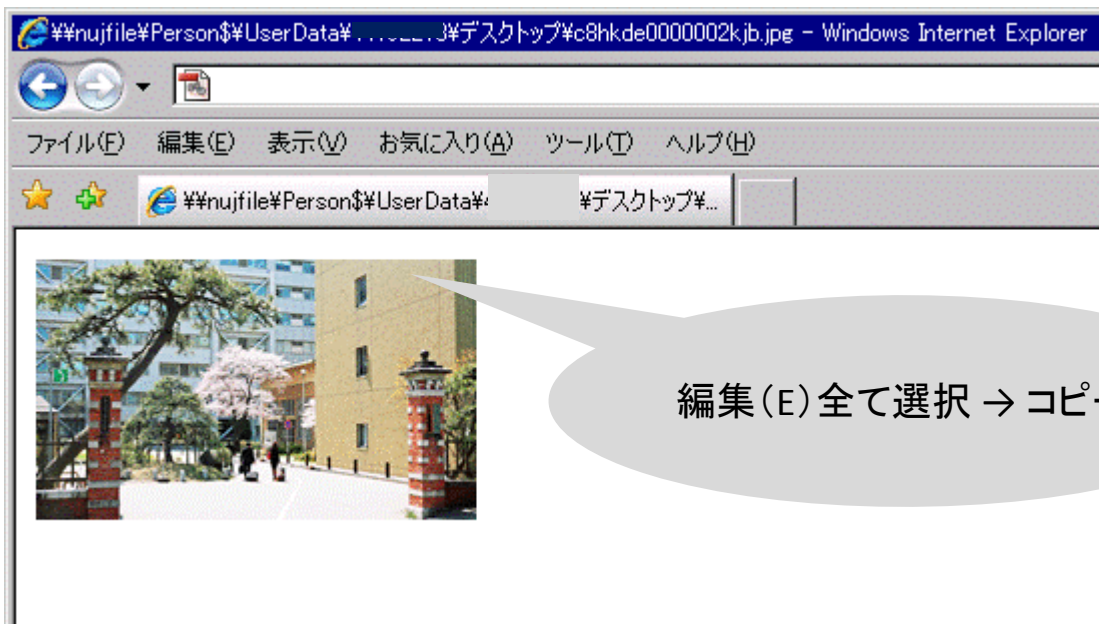 ¥¥nujfile¥Person$¥UserData¥ ¥デスクトップ¥c8hkde0000002kjb.jpg - Windows Internet Explorer
ファイル(F) 編集(E) 表示(V) お気に入り(A) ツール(T) ヘルプ(H)
¥¥nujfile¥Person$¥UserData¥ ¥デスクトップ¥...
編集(E)全て選択→コピ